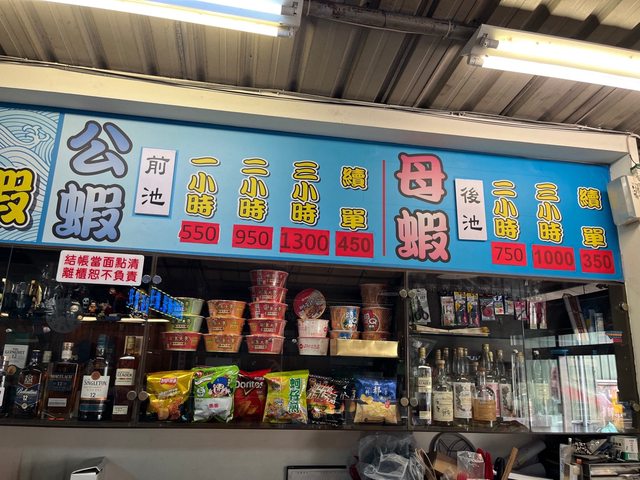 蝦
公蝦
前池
一小時
550
二小時
950
三小時
1300
續單
450
母蝦
後池
二小時
750
三小時
1000
續單
350
結帳當面點清
離櫃恕不負責
Doritos
SINGLETON
12